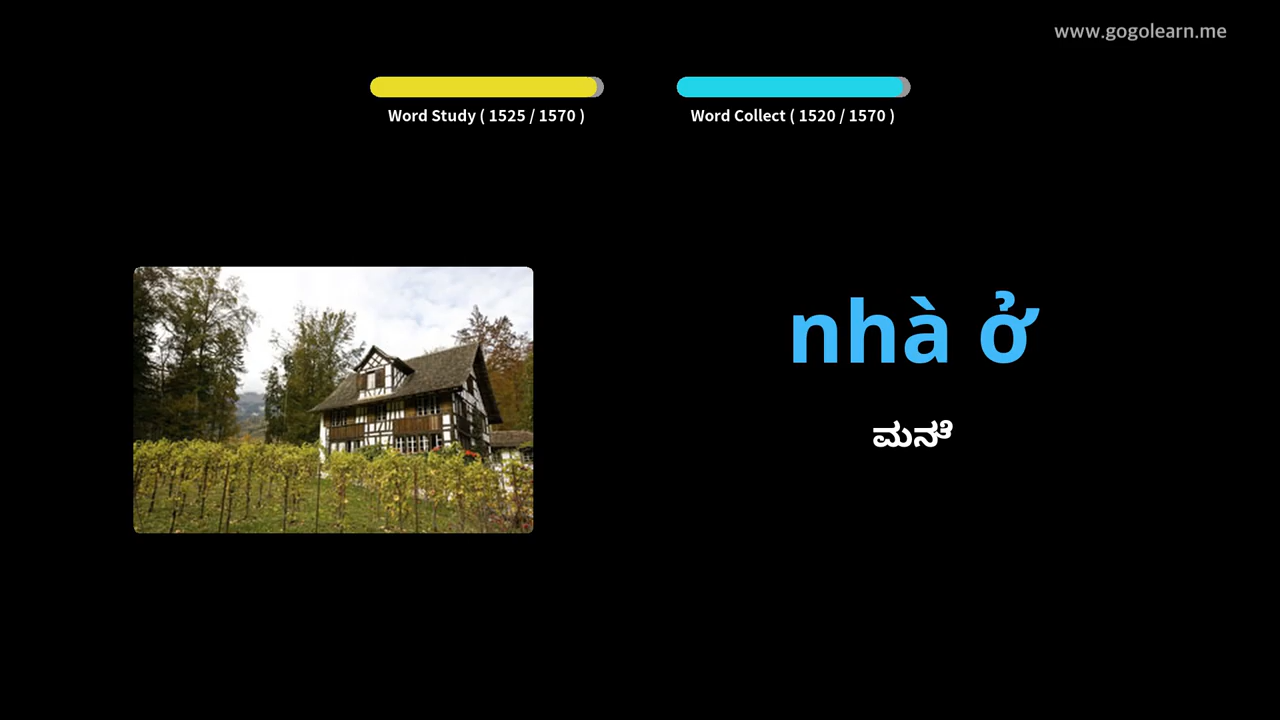 www.gogolearn.me
Word Study ( 1525 / 1570 )
Word Collect ( 1520 / 1570 )
nhà ở
ಮನೆ